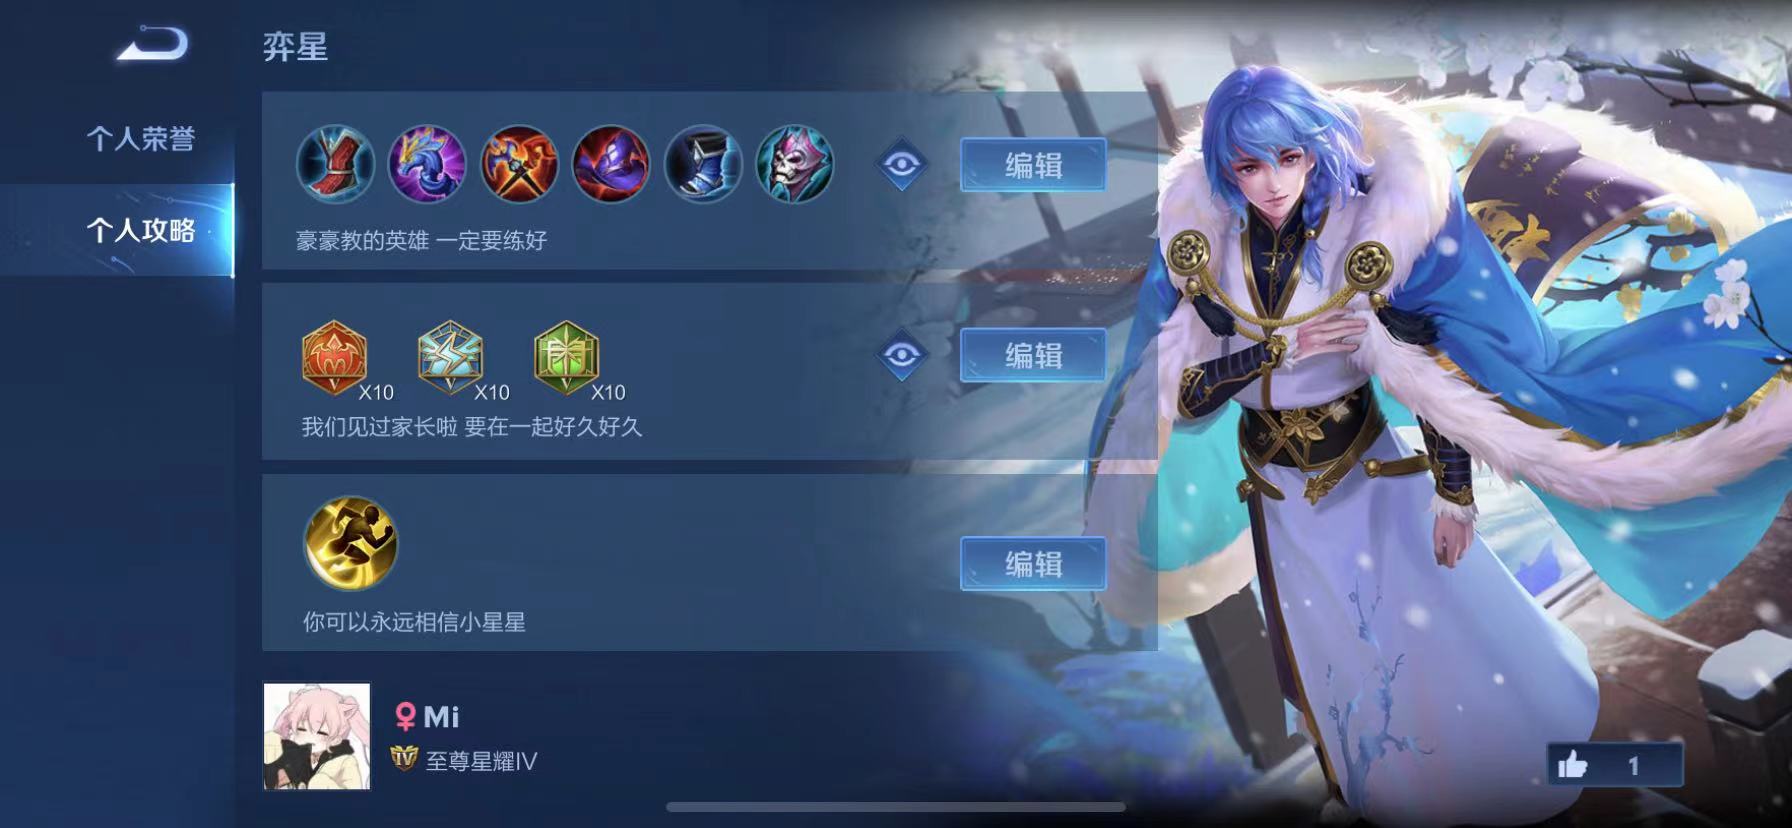 弈星
个人荣誉
个人攻略
编辑
豪豪教的英雄 一定要练好
X10
X10
X10
编辑
我们见过家长啦 要在一起好久好久
编辑
你可以永远相信小星星
Mi
IV
至尊星耀IV
1